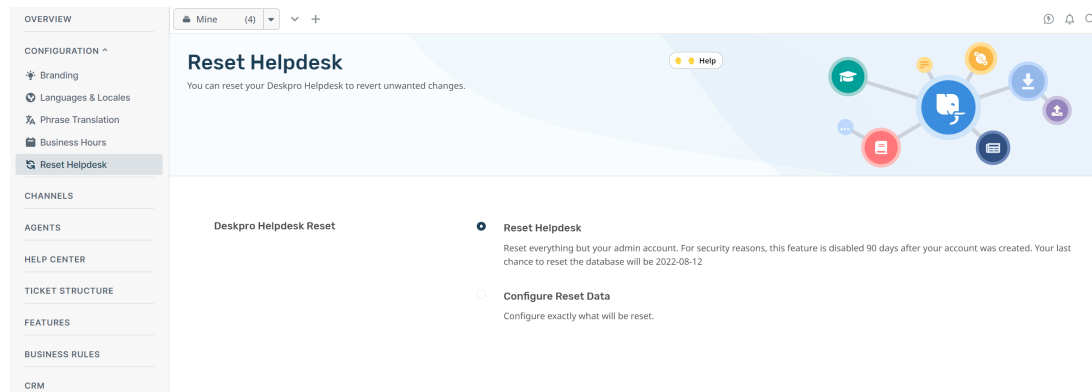 OVERVIEW
Mine (4)
CONFIGURATION
Reset Helpdesk
Help
You can reset your Deskpro Helpdesk to revert unwanted changes.
Branding
Languages & Locales
Phrase Translation
Business Hours
Reset Helpdesk
CHANNELS
AGENTS
HELP CENTER
TICKET STRUCTURE
FEATURES
BUSINESS RULES
CRM
Deskpro Helpdesk Reset
Reset Helpdesk
Reset everything but your admin account. For security reasons, this feature is disabled 90 days after your account was created. Your last
chance to reset the database will be 2022-08-12
Configure Reset Data
Configure exactly what will be reset.